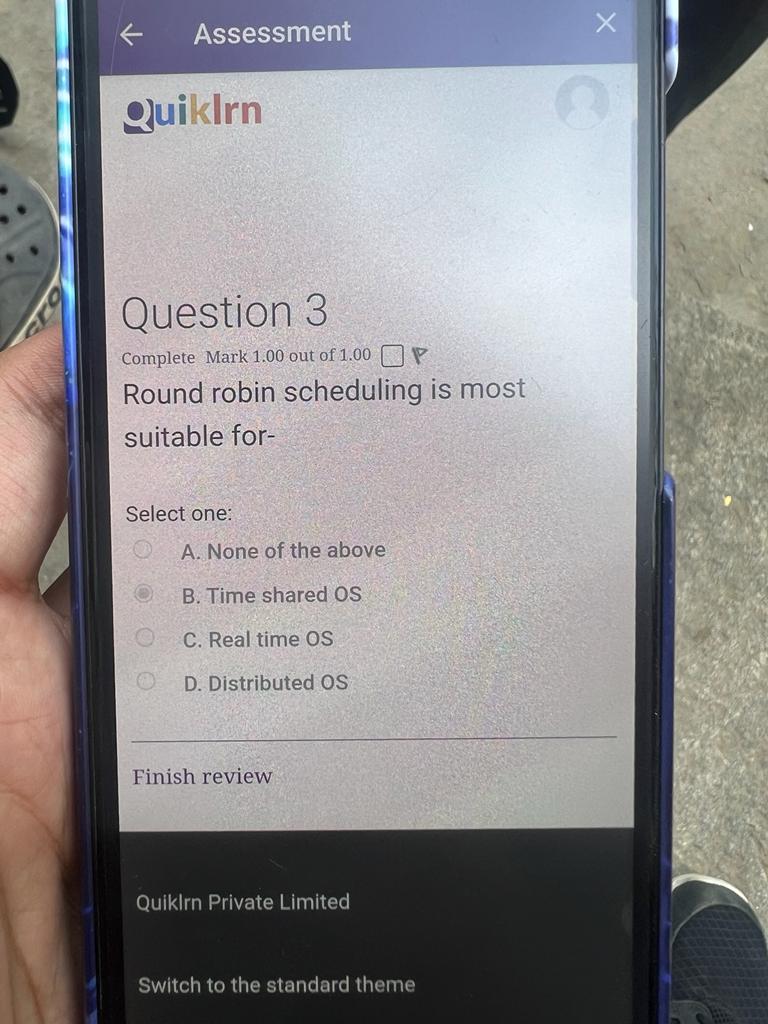 Assessment
Quiklrn
Question 3
Complete Mark 1.00 out of 1.00
Round robin scheduling is most
suitable for-
Select one:
A. None of the above
B. Time shared OS
C. Real time OS
D. Distributed OS
Finish review
Quiklrn Private Limited
Switch to the standard theme